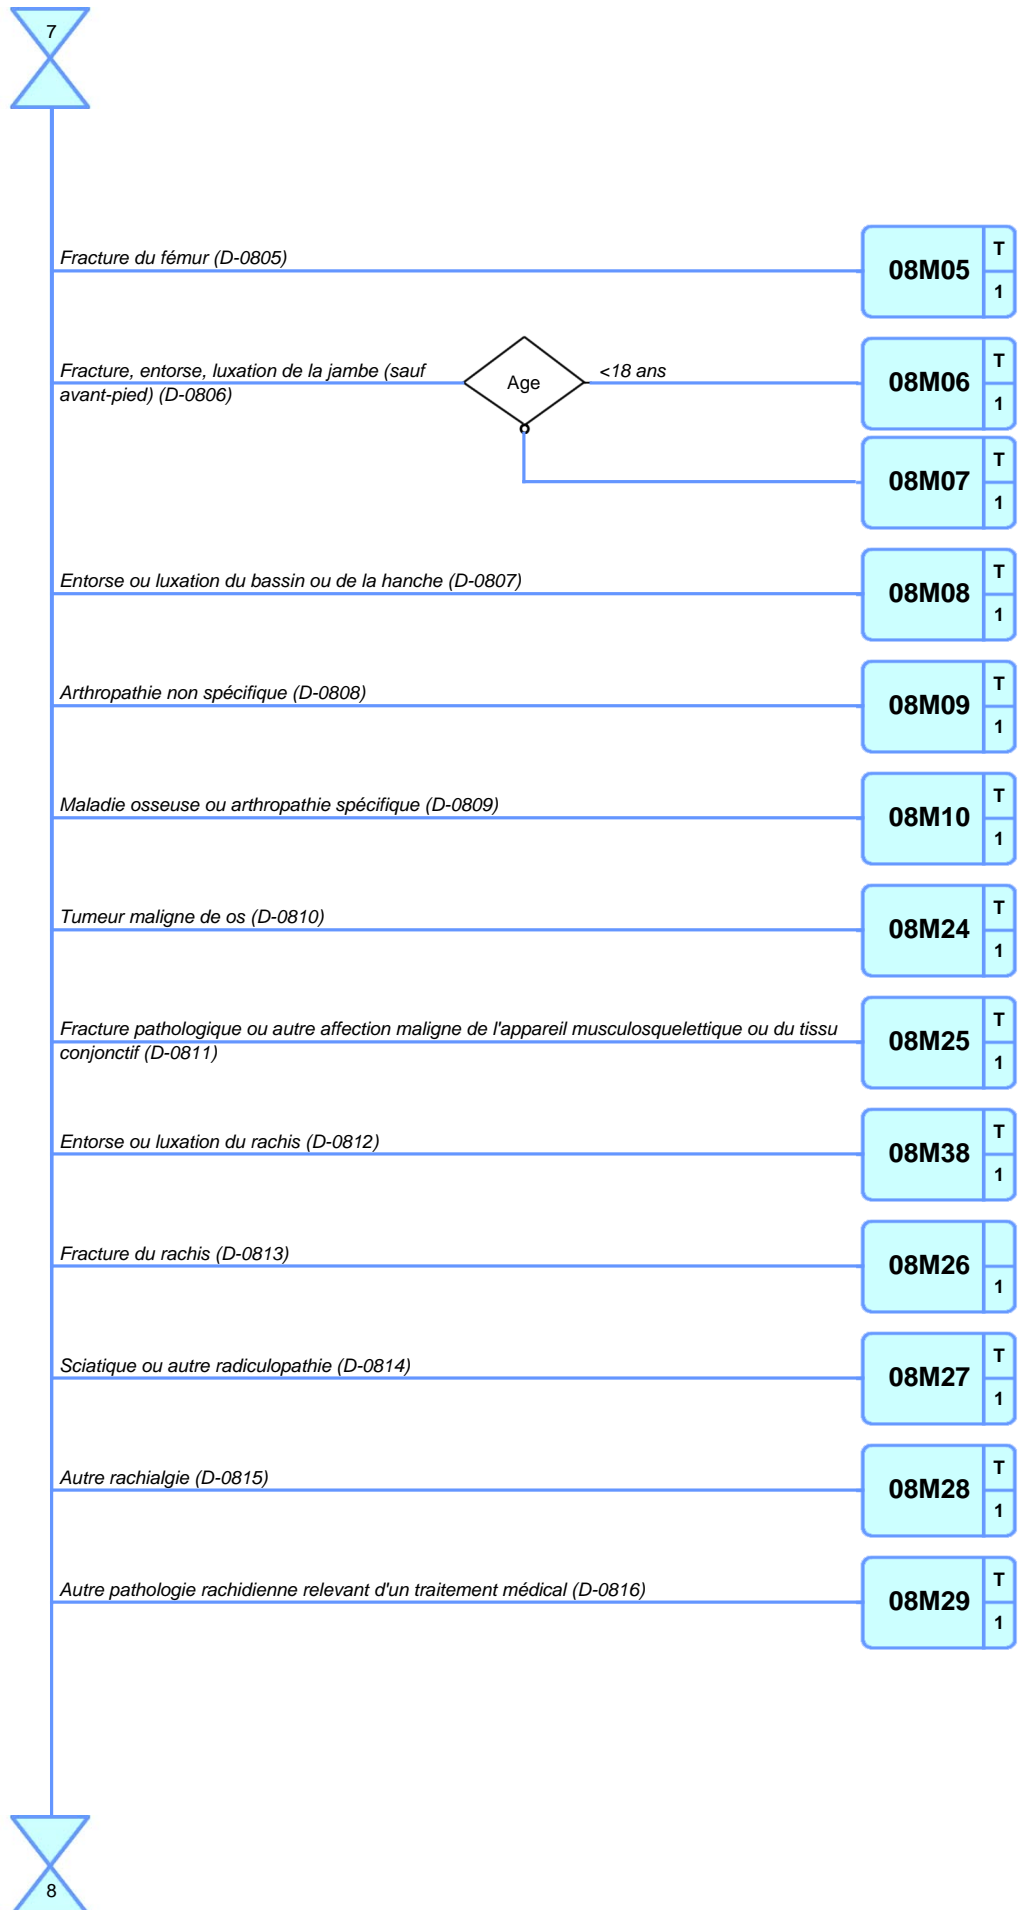 7
Fracture du fémur (D-0805)
08M05
T
1
Fracture, entorse, luxation de la jambe (sauf
avant-pied) (D-0806)
Age
<18 ans
08M06
T
1
08M07
T
1
Entorse ou luxation du bassin ou de la hanche (D-0807)
08M08
T
1
Arthropathie non spécifique (D-0808)
08M09
T
1
Maladie osseuse ou arthropathie spécifique (D-0809)
08M10
T
1
Tumeur maligne de os (D-0810)
08M24
T
1
Fracture pathologique ou autre affection maligne de l'appareil musculosquelettique ou du tissu
conjonctif (D-0811)
08M25
T
1
Entorse ou luxation du rachis (D-0812)
08M38
T
1
Fracture du rachis (D-0813)
08M26
1
Sciatique ou autre radiculopathie (D-0814)
08M27
T
1
Autre rachialgie (D-0815)
08M28
T
1
Autre pathologie rachidienne relevant d'un traitement médical (D-0816)
08M29
T
1
8